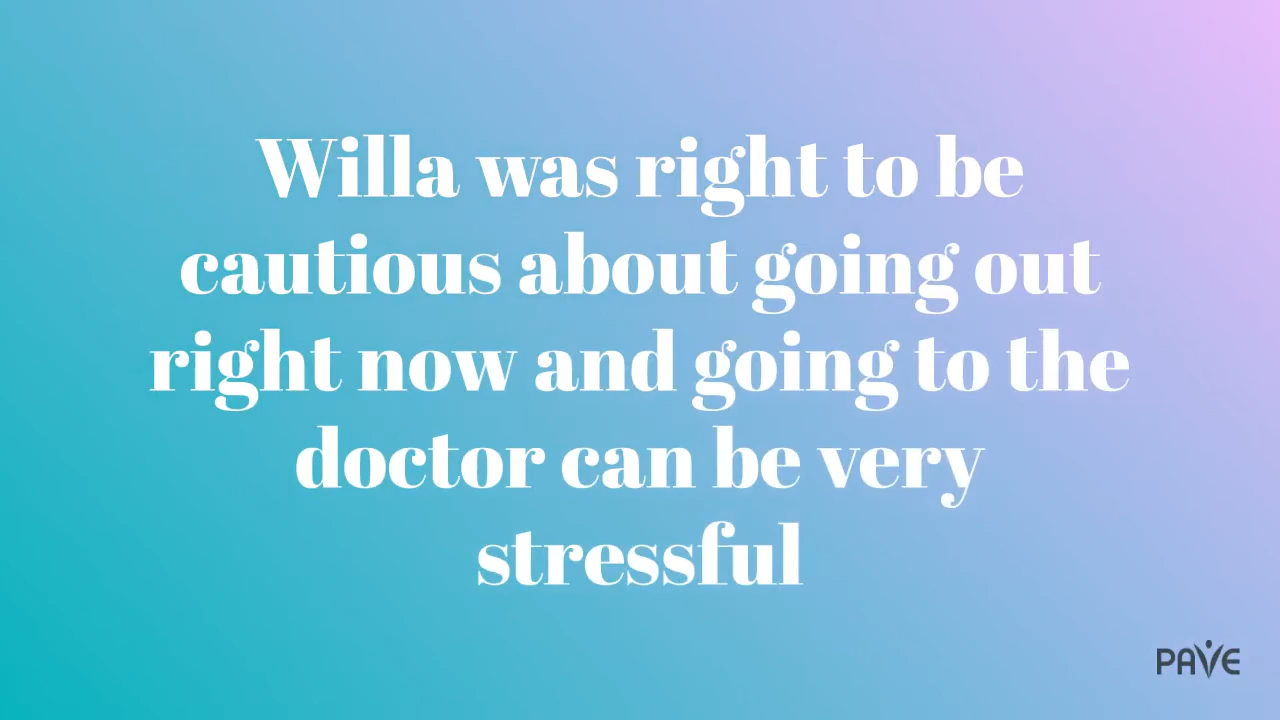 Willa was right to be
cautious about going out
right now and going to the
doctor can be very
stressful
PAVE